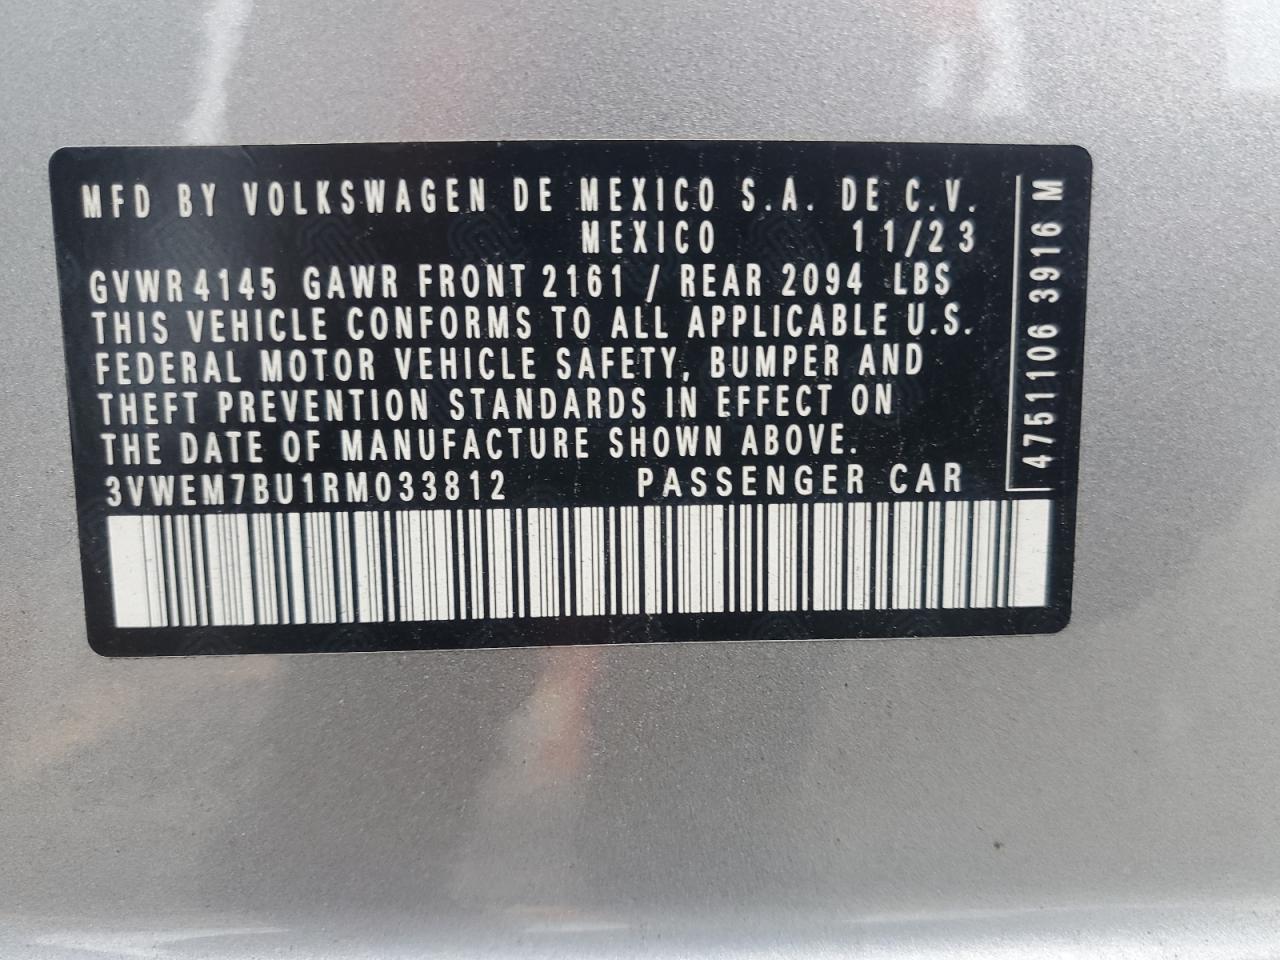 MFD BY VOLKSWAGEN DE MEXICO S.A. DE C.V.
MEXICO 11/23
GVWR 4145 GAWR FRONT 2161 / REAR 2094 LBS
THIS VEHICLE CONFORMS TO ALL APPLICABLE U.S.
FEDERAL MOTOR VEHICLE SAFETY, BUMPER AND
THEFT PREVENTION STANDARDS IN EFFECT ON
THE DATE OF MANUFACTURE SHOWN ABOVE.
3VWEM7BU1RM033812 PASSENGER CAR
4751106 3916 M